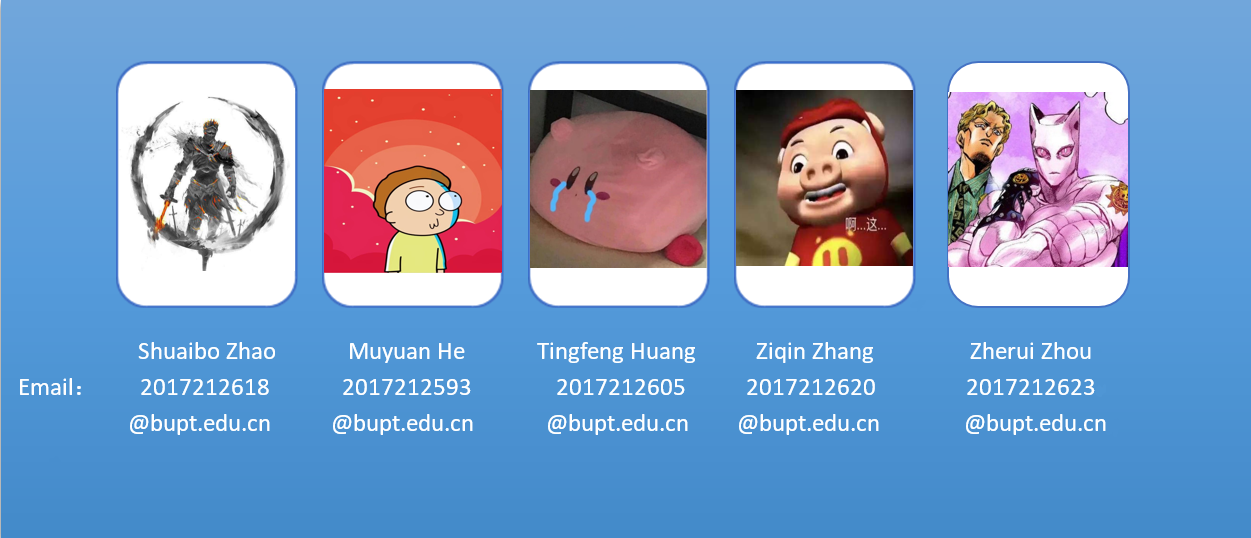 啊...这...
Shuaibo Zhao Muyuan He Tingfeng Huang Ziqin Zhang Zherui Zhou
Email： 2017212618 2017212593 2017212605 2017212620 2017212623
@bupt.edu.cn @bupt.edu.cn @bupt.edu.cn @bupt.edu.cn @bupt.edu.cn